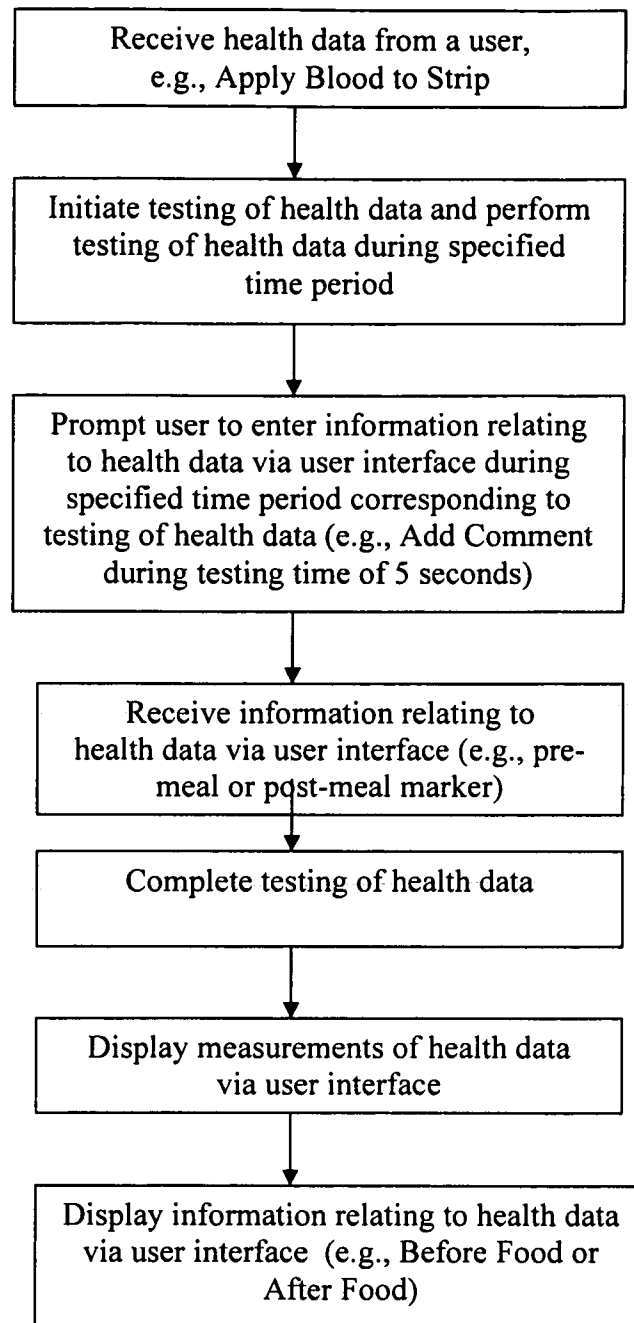 Receive health data from a user,
e.g., Apply Blood to Strip
Initiate testing of health data and perform
testing of health data during specified
time period
Prompt user to enter information relating
to health data via user interface during
specified time period corresponding to
testing of health data (e.g., Add Comment
during testing time of 5 seconds)
Receive information relating to
health data via user interface (e.g., pre-
meal or post-meal marker)
Complete testing of health data
Display measurements of health data
via user interface
Display information relating to health data
via user interface (e.g., Before Food or
After Food)